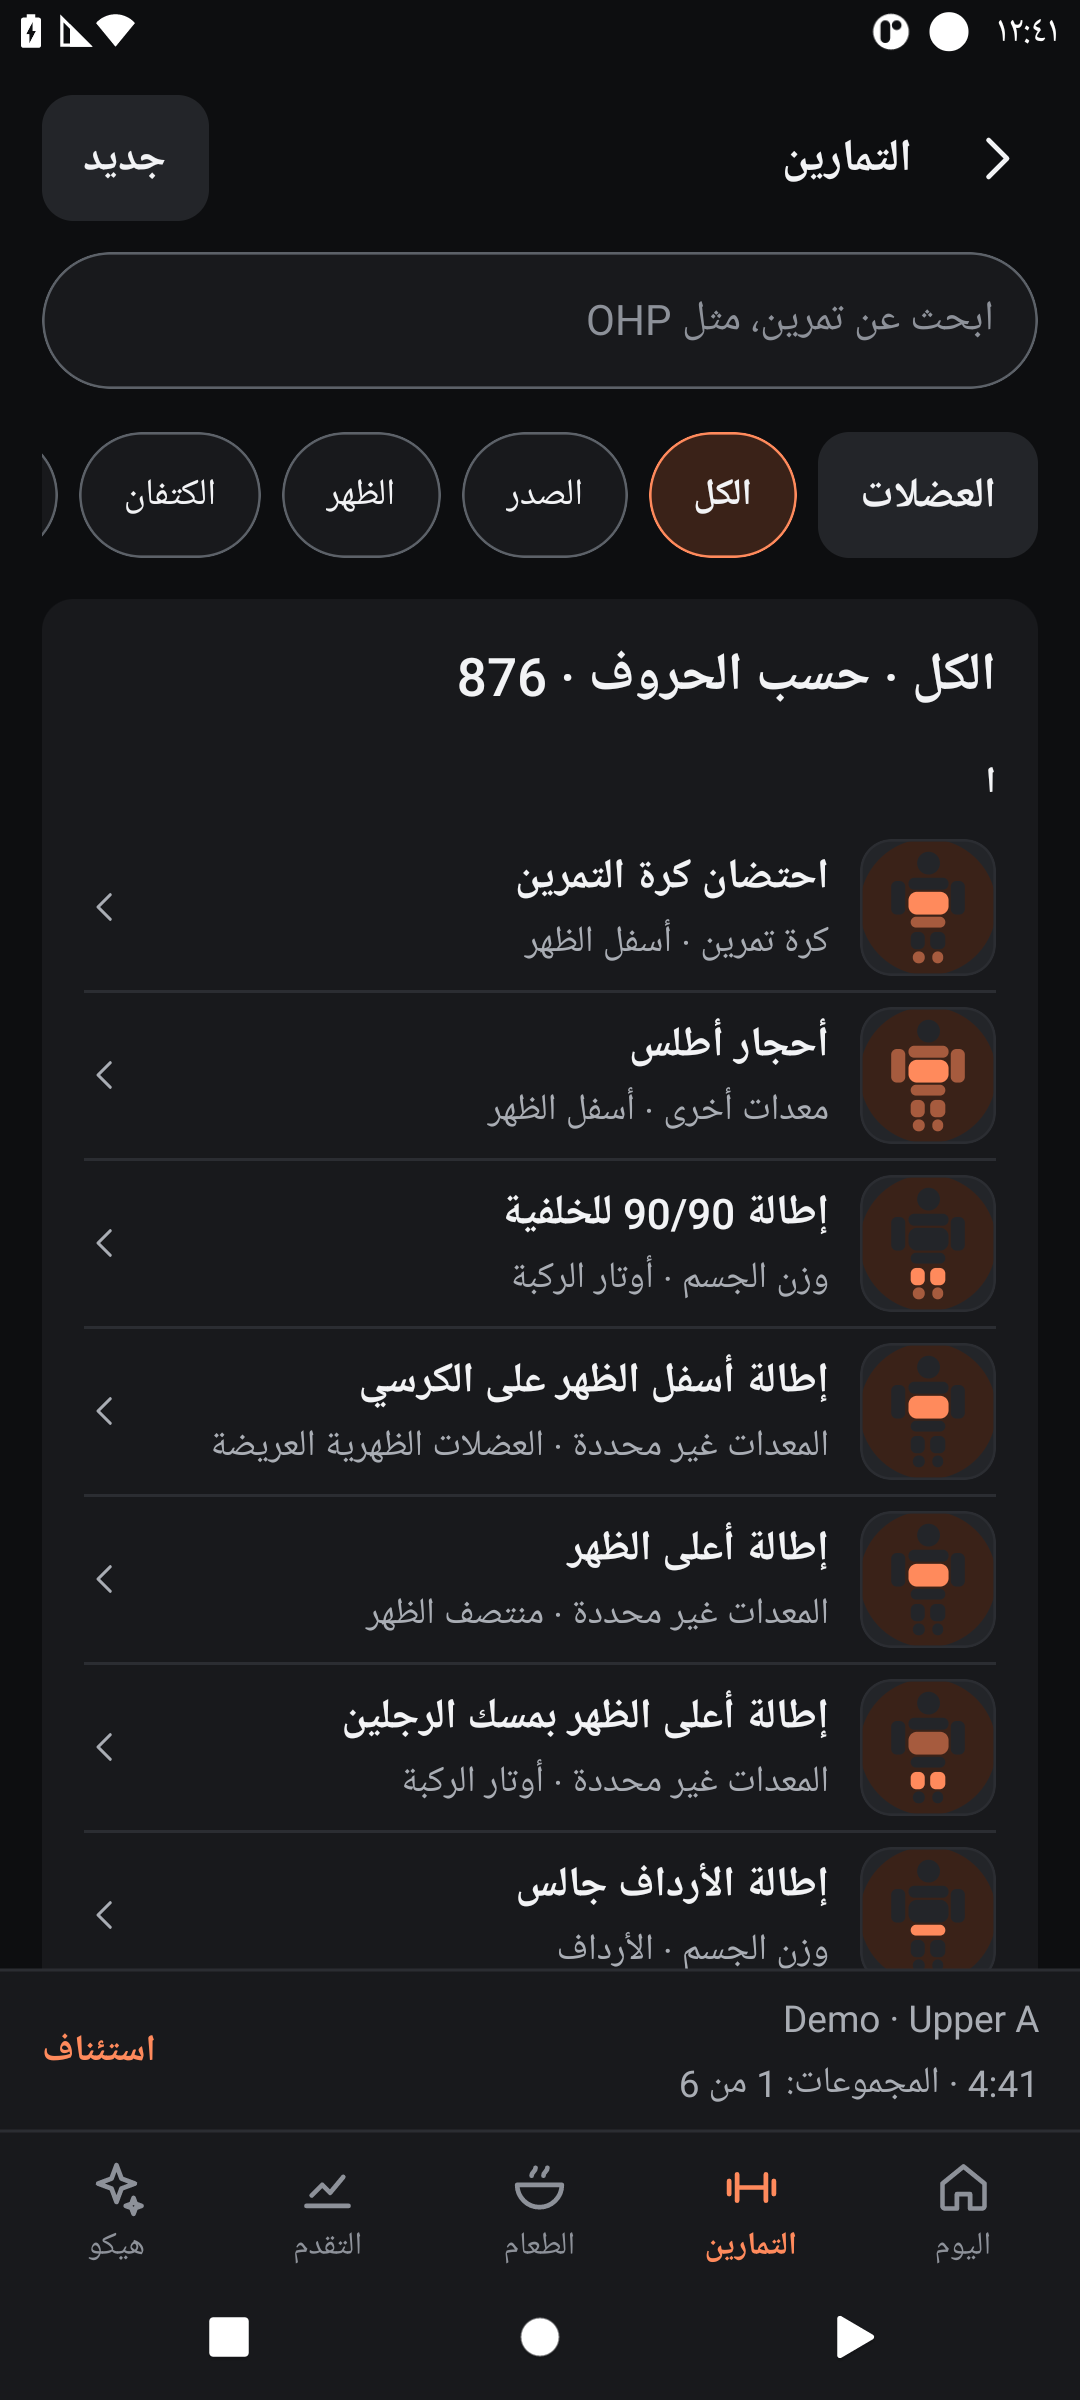 ١٢:٤١
التمارين
جديد
ابحث عن تمرين، مثل OHP
العضلات
الكل
الصدر
الظهر
الكتفان
الكل · حسب الحروف · 876
ا
احتضان كرة التمرين
كرة تمرين · أسفل الظهر
أحجار أطلس
معدات أخرى · أسفل الظهر
إطالة 90/90 للخلفية
وزن الجسم · أوتار الركبة
إطالة أسفل الظهر على الكرسي
المعدات غير محددة · العضلات الظهرية العريضة
إطالة أعلى الظهر
المعدات غير محددة · منتصف الظهر
إطالة أعلى الظهر بمسك الرجلين
المعدات غير محددة · أوتار الركبة
إطالة الأرداف جالس
وزن الجسم · الأرداف
Demo · Upper A
4:41 · المجموعات: 1 من 6
استئناف
اليوم
التمارين
الطعام
التقدم
هيكو